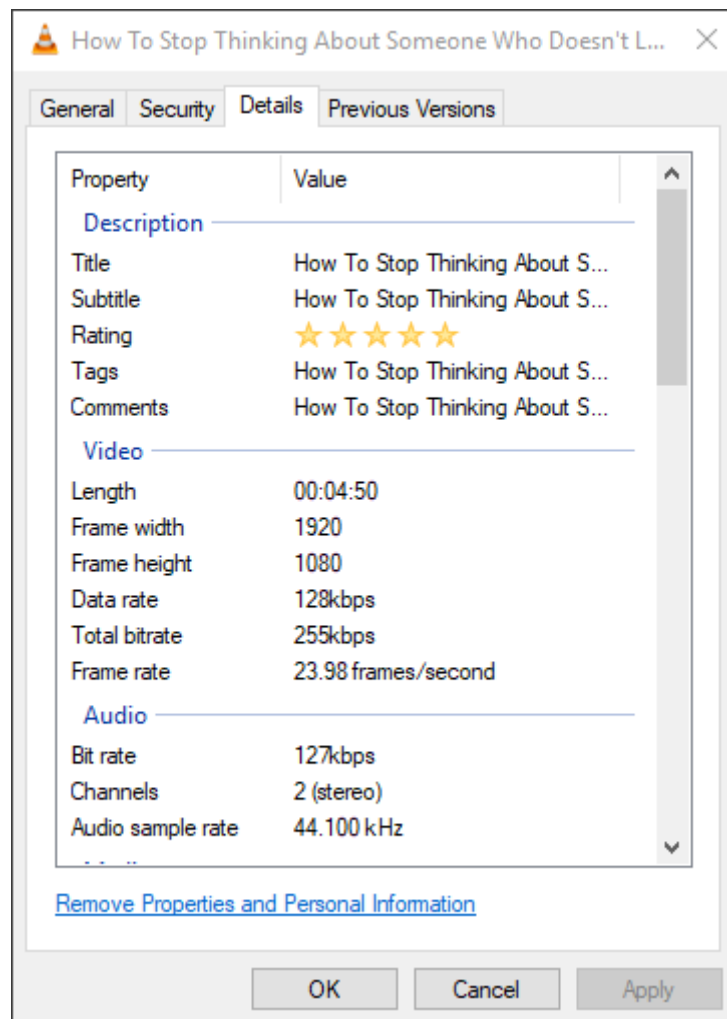 How To Stop Thinking About Someone Who Doesn't L...
General Security Details Previous Versions
Property Value
Description
Title How To Stop Thinking About S...
Subtitle How To Stop Thinking About S...
Rating
Tags How To Stop Thinking About S...
Comments How To Stop Thinking About S...
Video
Length 00:04:50
Frame width 1920
Frame height 1080
Data rate 128kbps
Total bitrate 255kbps
Frame rate 23.98 frames/second
Audio
Bit rate 127kbps
Channels 2 (stereo)
Audio sample rate 44.100 kHz
Remove Properties and Personal Information
OK Cancel Apply